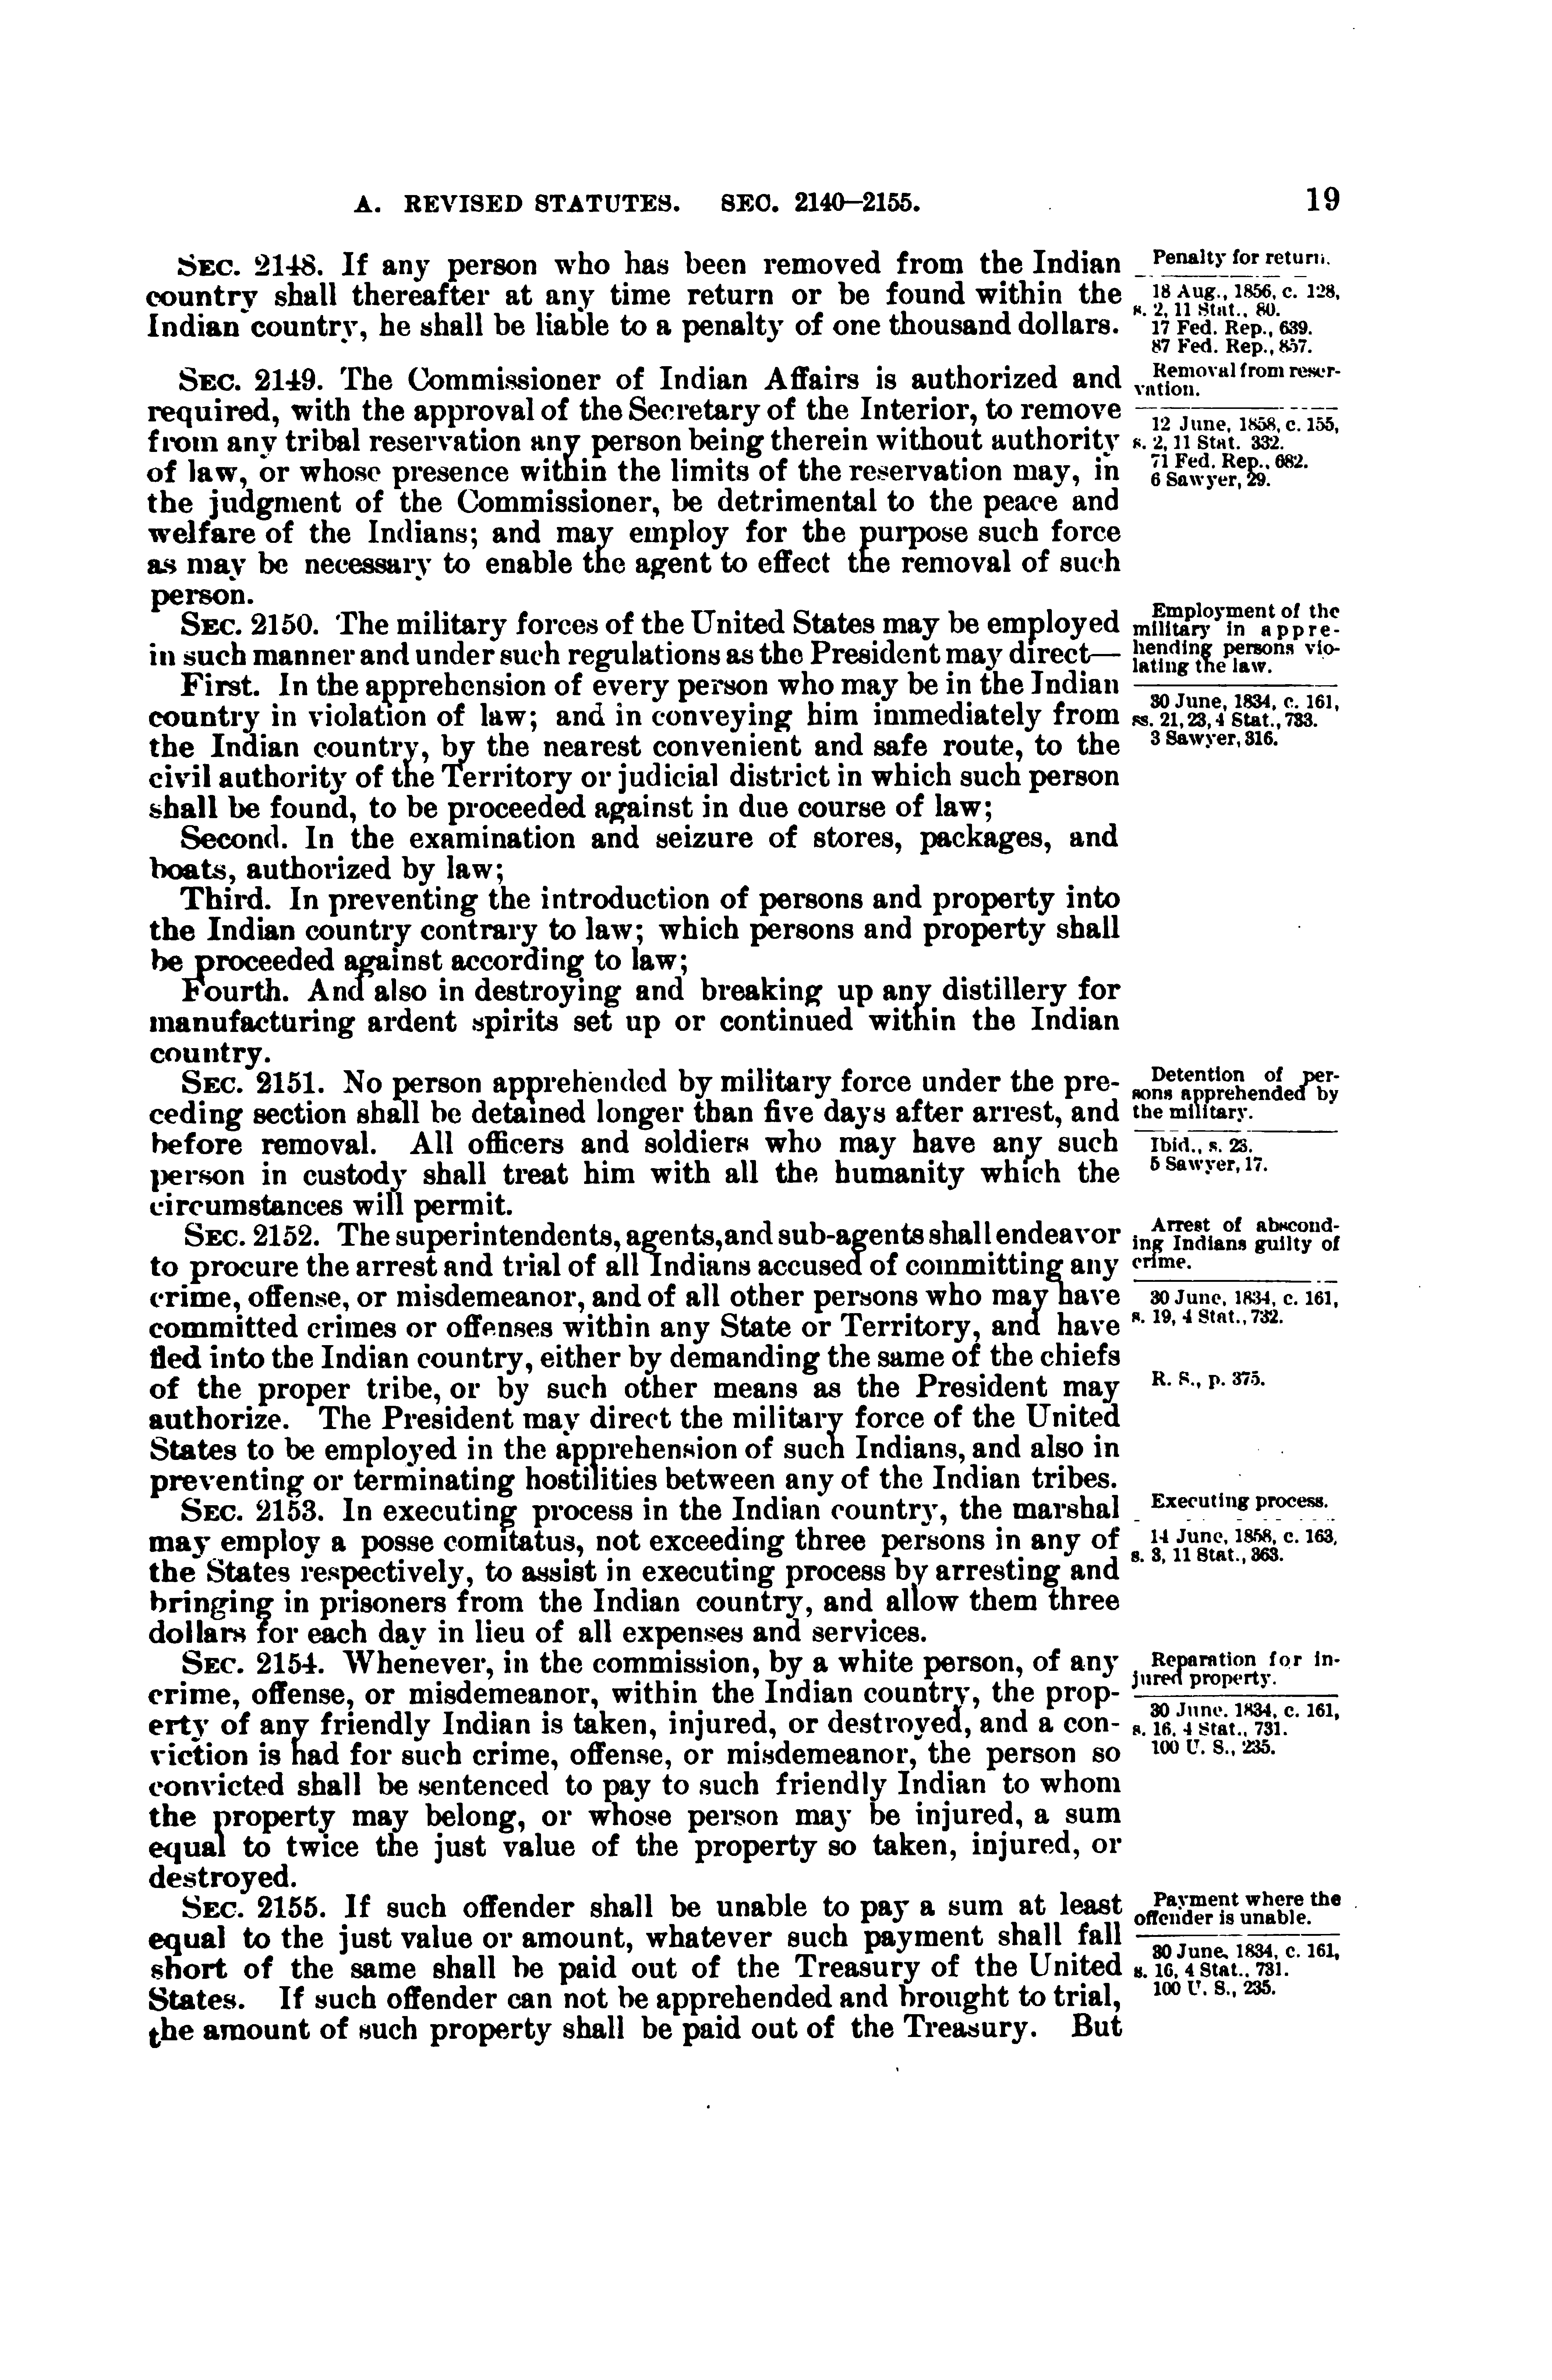 A. REVISED STATUTES. SEC. 2140–2155.
19
SEC. 2148. If any person who has been removed from the Indian
country shall thereafter at any time return or be found within the
Indian country, he shall be liable to a penalty of one thousand dollars.
Penalty for return.
18 Aug., 1856, c. 128,
s. 2, 11 Stat., 80.
17 Fed. Rep., 639.
87 Fed. Rep., 857.
SEC. 2149. The Commissioner of Indian Affairs is authorized and
required, with the approval of the Secretary of the Interior, to remove
from any tribal reservation any person being therein without authority
of law, or whose presence within the limits of the reservation may, in
the judgment of the Commissioner, be detrimental to the peace and
welfare of the Indians; and may employ for the purpose such force
as may be necessary to enable the agent to effect the removal of such
person.
Removal from reser-
vation.
12 June, 1858, c. 155,
s. 2, 11 Stat. 332.
71 Fed. Rep., 682.
6 Sawyer, 29.
SEC. 2150. The military forces of the United States may be employed
in such manner and under such regulations as the President may direct—
First. In the apprehension of every person who may be in the Indian
country in violation of law; and in conveying him immediately from
the Indian country, by the nearest convenient and safe route, to the
civil authority of the Territory or judicial district in which such person
shall be found, to be proceeded against in due course of law;
Second. In the examination and seizure of stores, packages, and
boats, authorized by law;
Third. In preventing the introduction of persons and property into
the Indian country contrary to law; which persons and property shall
be proceeded against according to law;
Fourth. And also in destroying and breaking up any distillery for
manufacturing ardent spirits set up or continued within the Indian
country.
Employment of the
military in appre-
hending persons vio-
lating the law.
30 June, 1834, c. 161,
ss. 21, 23, 4 Stat., 733.
3 Sawyer, 316.
SEC. 2151. No person apprehended by military force under the pre-
ceding section shall be detained longer than five days after arrest, and
before removal. All officers and soldiers who may have any such
person in custody shall treat him with all the humanity which the
circumstances will permit.
Detention of per-
sons apprehended by
the military.
Ibid., s. 23.
5 Sawyer, 17.
SEC. 2152. The superintendents, agents, and sub-agents shall endeavor
to procure the arrest and trial of all Indians accused of committing any
crime, offense, or misdemeanor, and of all other persons who may have
committed crimes or offenses within any State or Territory, and have
fled into the Indian country, either by demanding the same of the chiefs
of the proper tribe, or by such other means as the President may
authorize. The President may direct the military force of the United
States to be employed in the apprehension of such Indians, and also in
preventing or terminating hostilities between any of the Indian tribes.
Arrest of abscond-
ing Indians guilty of
crime.
30 June, 1834, c. 161,
s. 19, 4 Stat., 732.
R. S., p. 375.
SEC. 2153. In executing process in the Indian country, the marshal
may employ a posse comitatus, not exceeding three persons in any of
the States respectively, to assist in executing process by arresting and
bringing in prisoners from the Indian country, and allow them three
dollars for each day in lieu of all expenses and services.
Executing process.
14 June, 1858, c. 163,
s. 3, 11 Stat., 363.
SEC. 2154. Whenever, in the commission, by a white person, of any
crime, offense, or misdemeanor, within the Indian country, the prop-
erty of any friendly Indian is taken, injured, or destroyed, and a con-
viction is had for such crime, offense, or misdemeanor, the person so
convicted shall be sentenced to pay to such friendly Indian to whom
the property may belong, or whose person may be injured, a sum
equal to twice the just value of the property so taken, injured, or
destroyed.
Reparation for in-
jured property.
30 June, 1834, c. 161,
s. 16, 4 Stat., 731.
100 U. S., 235.
SEC. 2155. If such offender shall be unable to pay a sum at least
equal to the just value or amount, whatever such payment shall fall
short of the same shall be paid out of the Treasury of the United
States. If such offender can not be apprehended and brought to trial,
the amount of such property shall be paid out of the Treasury. But
Payment where the
offender is unable.
30 June, 1834, c. 161,
s. 16, 4 Stat., 731.
100 U. S., 235.